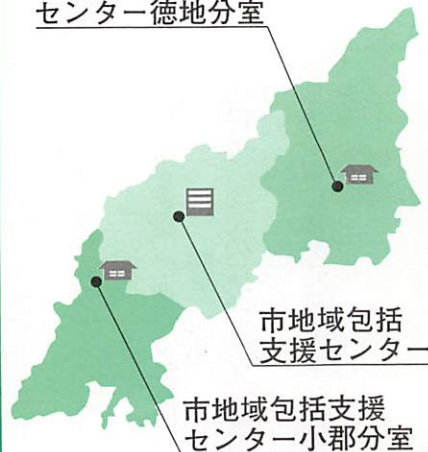 センター徳地分室
市地域包括
支援センター
市地域包括支援
センター小郡分室